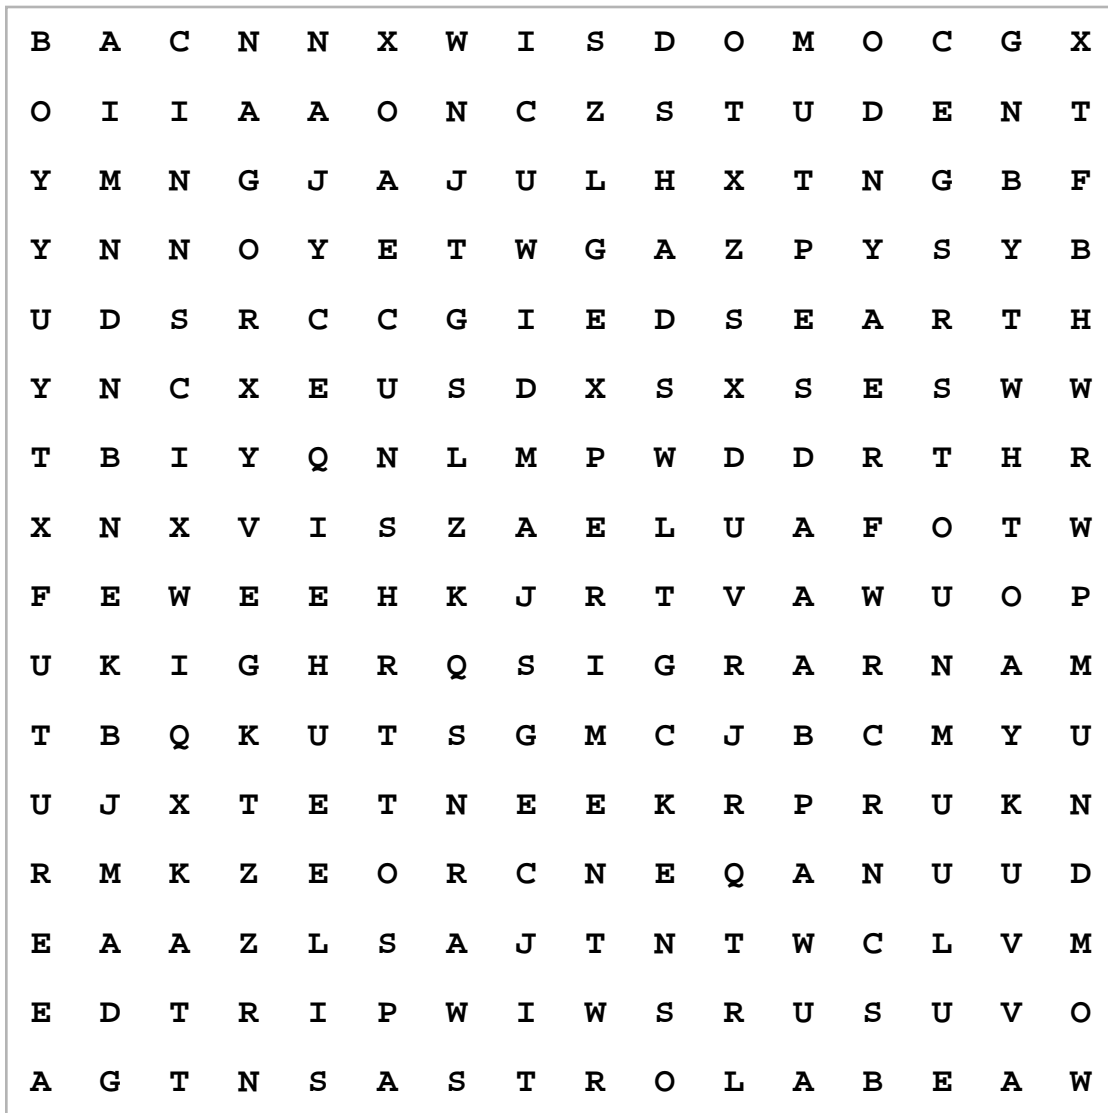 B A C N N X W I S D O M O C G X
O I I A A O N C Z S T U D E N T
Y M N G J A J U L H X T N G B F
Y N N O Y E T W G A Z P Y S Y B
U D S R C C G I E D S E A R T H
Y N C X E U S D X S X S E S W W
T B I Y Q N L M P W D D R T H R
X N X V I S Z A E L U A F O T W
F E W E E H K J R T V A W U O P
U K I G H R Q S I G R A R N A M
T B Q K U T S G M C J B C M Y U
U J X T E T N E E K R P R U K N
R M K Z E O R C N E Q A N U U D
E A A Z L S A J T N T W C L V M
E D T R I P W I W S R U S U V O
A G T N S A S T R O L A B E A W